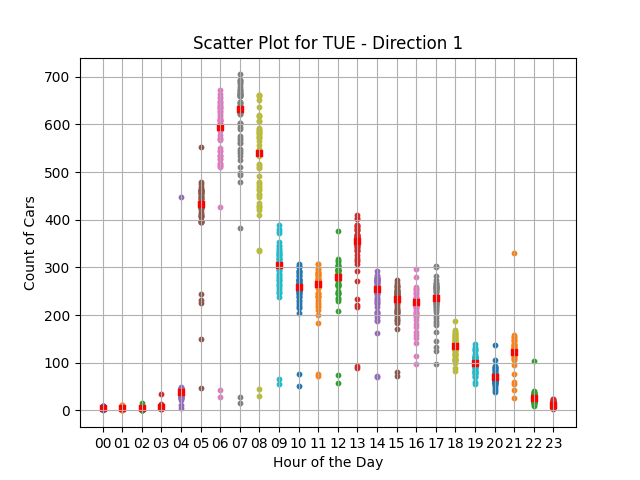 Scatter Plot for TUE - Direction 1
Count of Cars
700
600
500
400
300
200
100
0
00 01 02 03 04 05 06 07 08 09 10 11 12 13 14 15 16 17 18 19 20 21 22 23
Hour of the Day